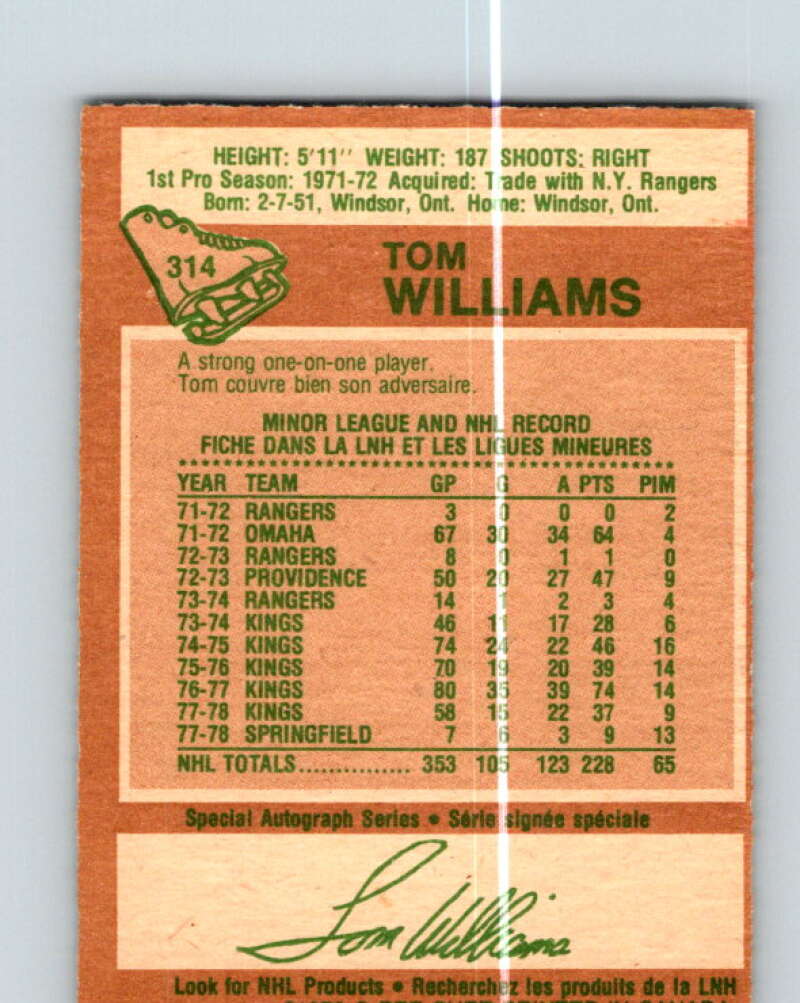 HEIGHT: 5'11'' WEIGHT: 187 SHOOTS: RIGHT
1st Pro Season: 1971-72 Acquired: Trade with N.Y. Rangers
Born: 2-7-51, Windsor, Ont. Home: Windsor, Ont.
314
TOM
WILLIAMS
A strong one-on-one player.
Tom couvre bien son adversaire.
MINOR LEAGUE AND NHL RECORD
FICHE DANS LA LNH ET LES LIGUES MINEURES
YEAR TEAM GP G A PTS PIM
71-72 RANGERS 3 0 0 0 2
71-72 OMAHA 67 30 34 64 4
72-73 RANGERS 8 0 1 1 0
72-73 PROVIDENCE 50 20 27 47 9
73-74 RANGERS 14 1 2 3 4
73-74 KINGS 46 11 17 28 6
74-75 KINGS 74 24 22 46 16
75-76 KINGS 70 19 20 39 14
76-77 KINGS 80 35 39 74 14
77-78 KINGS 58 15 22 37 9
77-78 SPRINGFIELD 7 6 3 9 13
NHL TOTALS............... 353 105 123 228 65
Special Autograph Series • Série signée spéciale
Tom Williams
Look for NHL Products • Recherchez les produits de la LNH